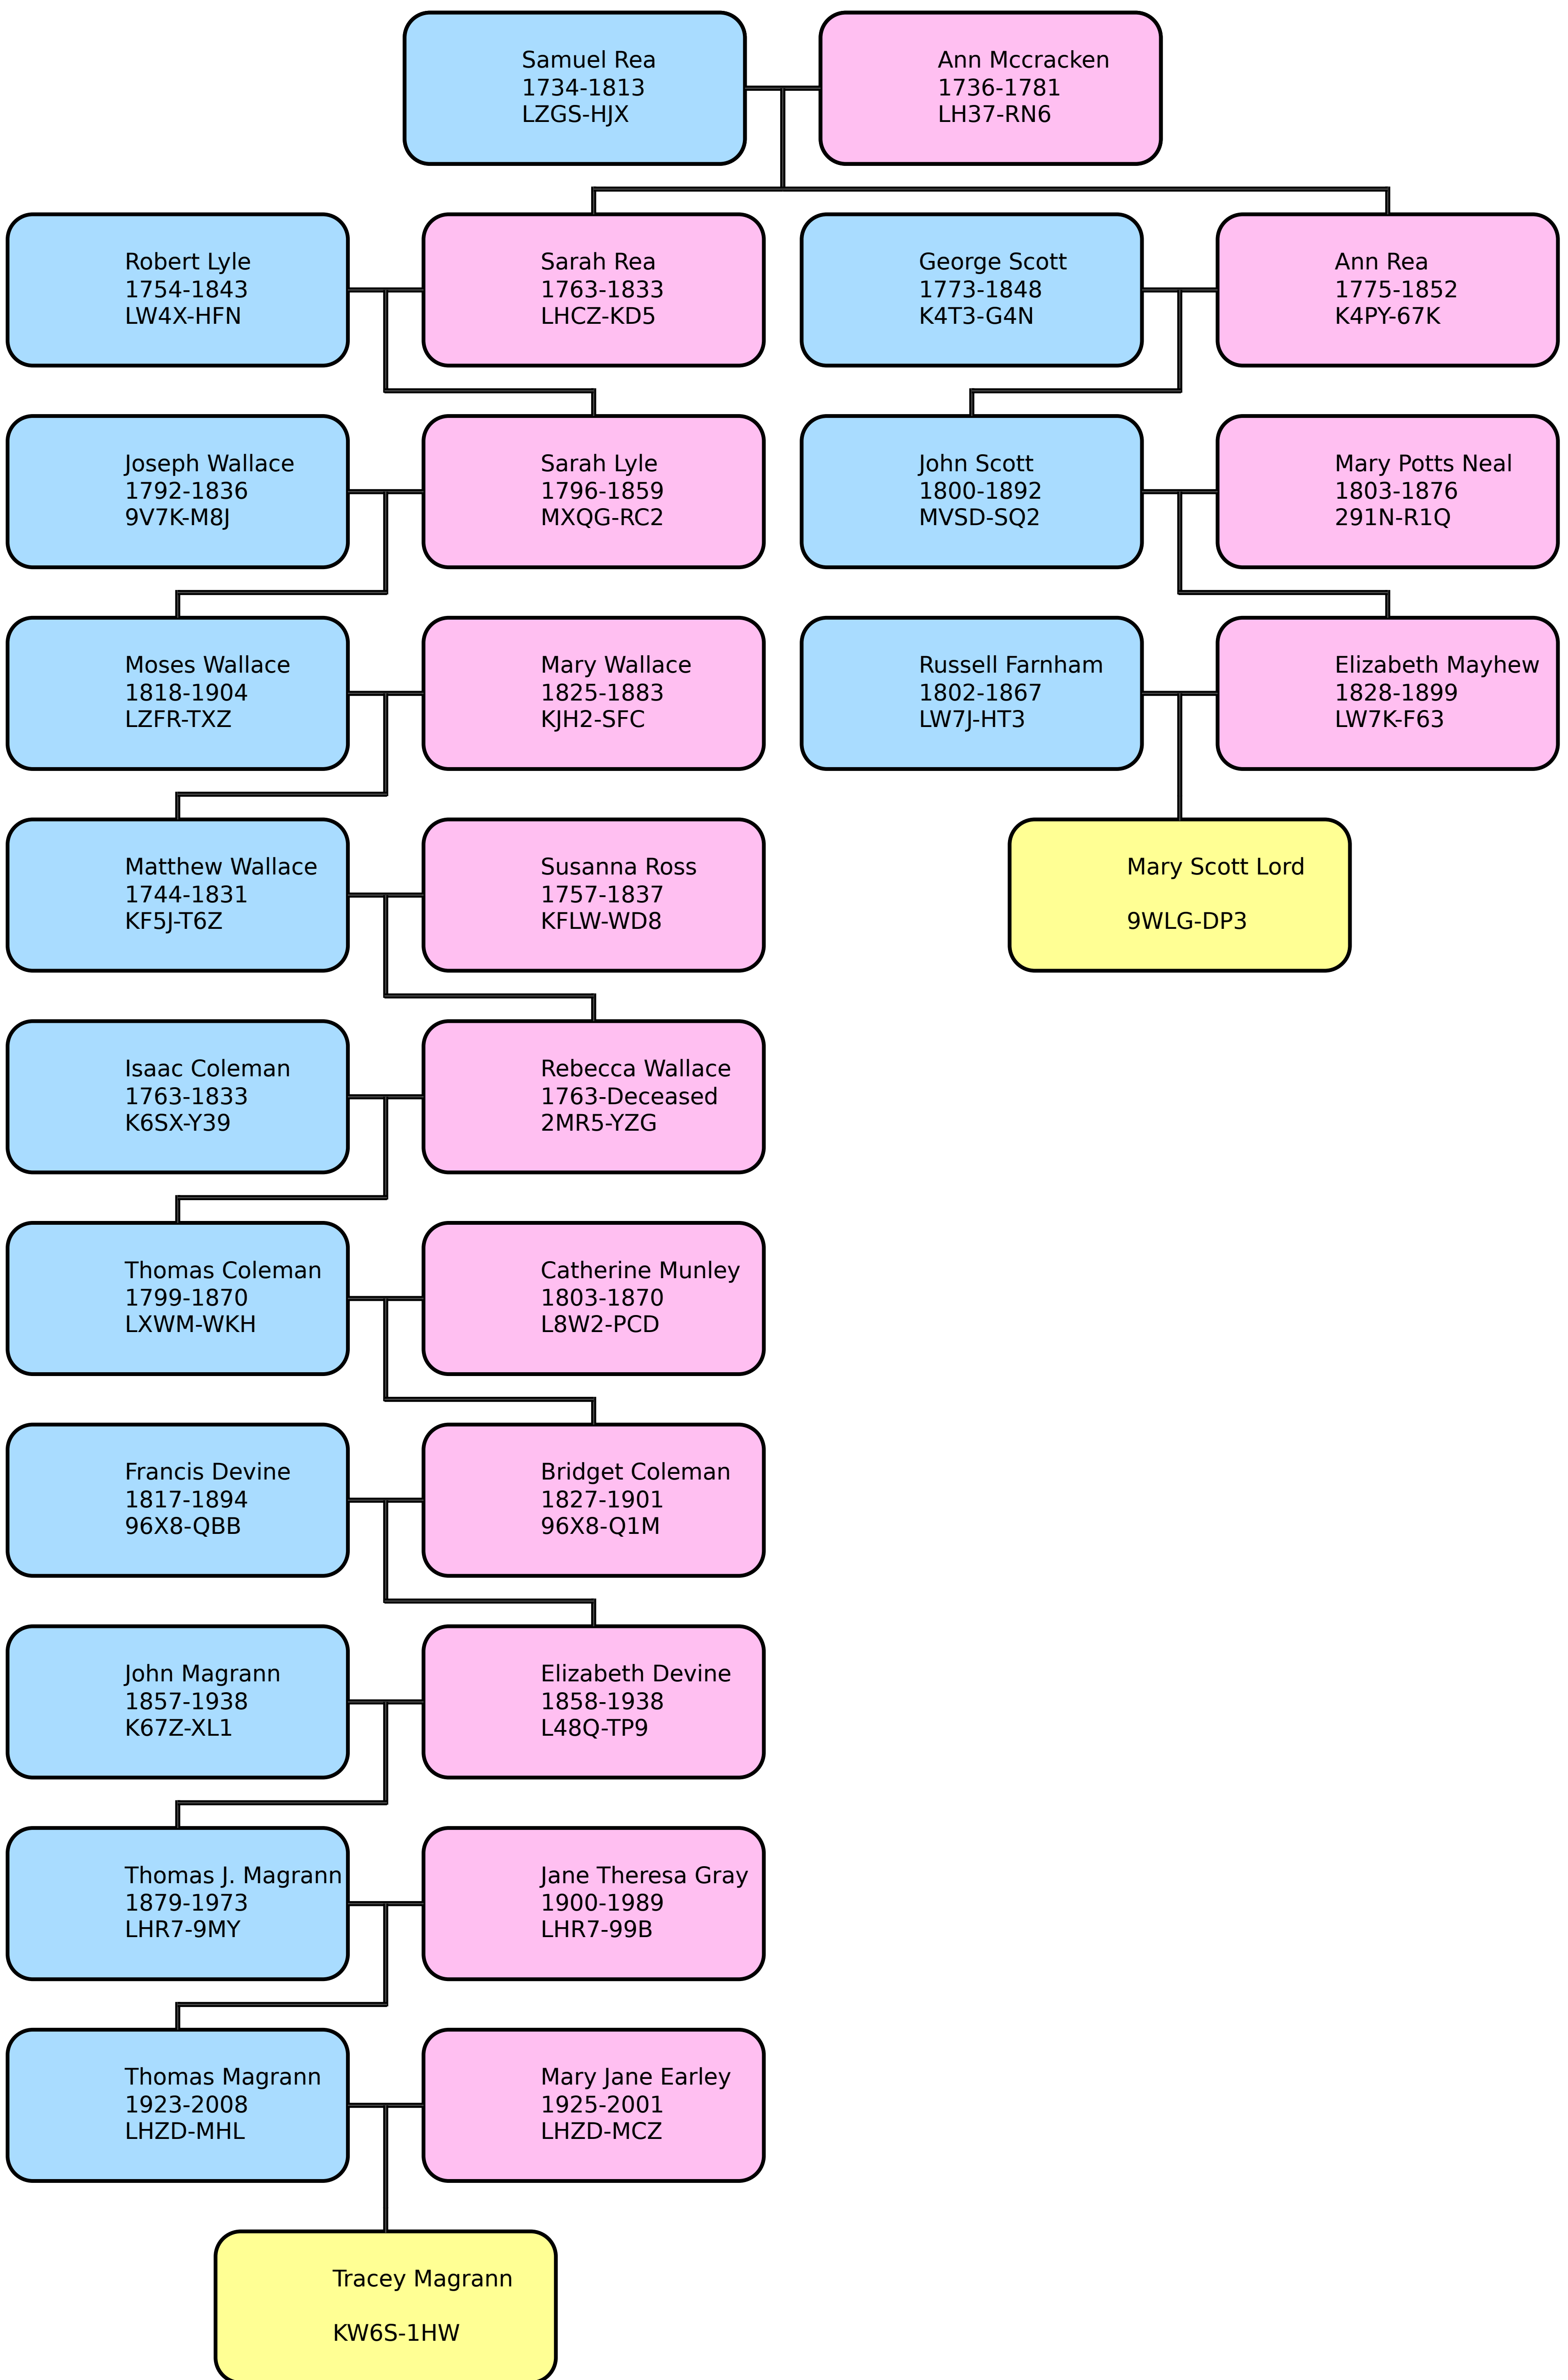 Samuel Rea
1734-1813
LZGS-HJX
Ann Mccracken
1736-1781
LH37-RN6
Robert Lyle
1754-1843
LW4X-HFN
Sarah Rea
1763-1833
LHCZ-KD5
George Scott
1773-1848
K4T3-G4N
Ann Rea
1775-1852
K4PY-67K
Joseph Wallace
1792-1836
9V7K-M8J
Sarah Lyle
1796-1859
MXQG-RC2
John Scott
1800-1892
MVSD-SQ2
Mary Potts Neal
1803-1876
291N-R1Q
Moses Wallace
1818-1904
LZFR-TXZ
Mary Wallace
1825-1883
KJH2-SFC
Russell Farnham
1802-1867
LW7J-HT3
Elizabeth Mayhew
1828-1899
LW7K-F63
Matthew Wallace
1744-1831
KF5J-T6Z
Susanna Ross
1757-1837
KFLW-WD8
Mary Scott Lord
9WLG-DP3
Isaac Coleman
1763-1833
K6SX-Y39
Rebecca Wallace
1763-Deceased
2MR5-YZG
Thomas Coleman
1799-1870
LXWM-WKH
Catherine Munley
1803-1870
L8W2-PCD
Francis Devine
1817-1894
96X8-QBB
Bridget Coleman
1827-1901
96X8-Q1M
John Magrann
1857-1938
K67Z-XL1
Elizabeth Devine
1858-1938
L48Q-TP9
Thomas J. Magrann
1879-1973
LHR7-9MY
Jane Theresa Gray
1900-1989
LHR7-99B
Thomas Magrann
1923-2008
LHZD-MHL
Mary Jane Earley
1925-2001
LHZD-MCZ
Tracey Magrann
KW6S-1HW